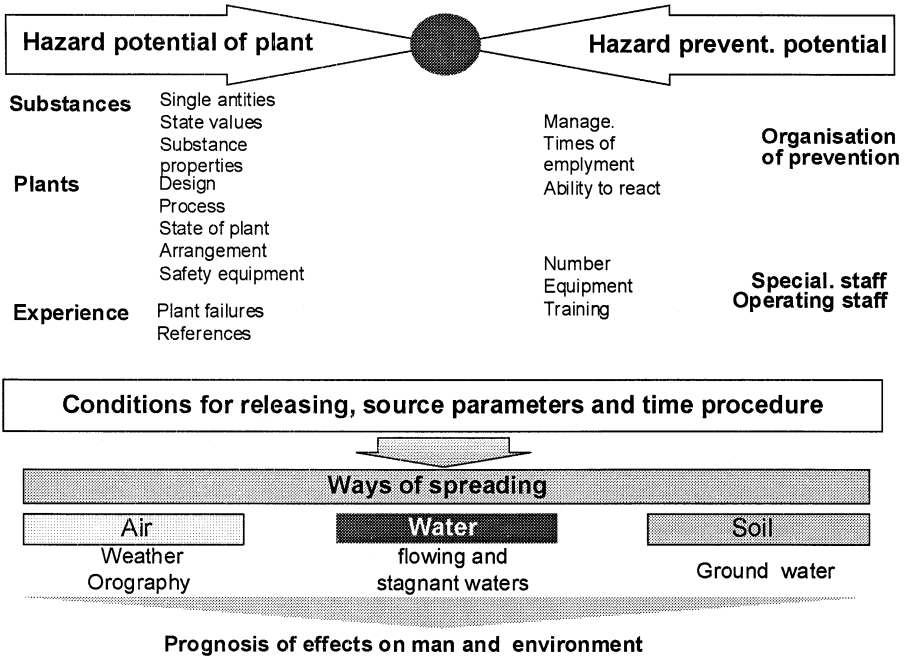 Hazard potential of plant
Hazard prevent. potential
Substances
Single antities
State values
Substance
properties
Plants
Design
Process
State of plant
Arrangement
Safety equipment
Experience
Plant failures
References
Manage.
Times of
emplyment
Ability to react
Organisation
of prevention
Number
Equipment
Training
Special. staff
Operating staff
Conditions for releasing, source parameters and time procedure
Ways of spreading
Air
Weather
Orography
Water
flowing and
stagnant waters
Soil
Ground water
Prognosis of effects on man and environment